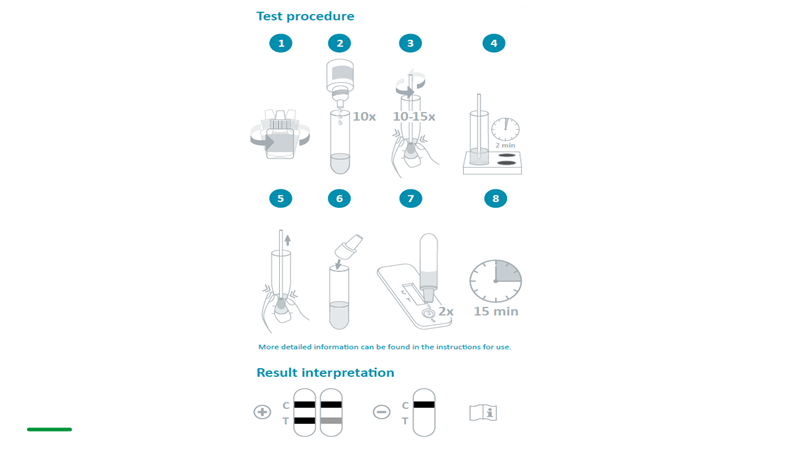 Test procedure
1 2 3 4
10x
10-15x
2 min
5 6 7 8
2x
15 min
More detailed information can be found in the instructions for use.
Result interpretation
C C
T T
i